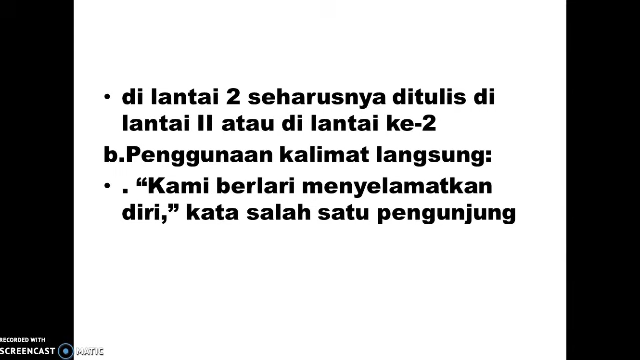 • di lantai 2 seharusnya ditulis di
lantai II atau di lantai ke-2
b.Penggunaan kalimat langsung:
• . “Kami berlari menyelamatkan
diri,” kata salah satu pengunjung
RECORDED WITH
SCREENCAST MATIC